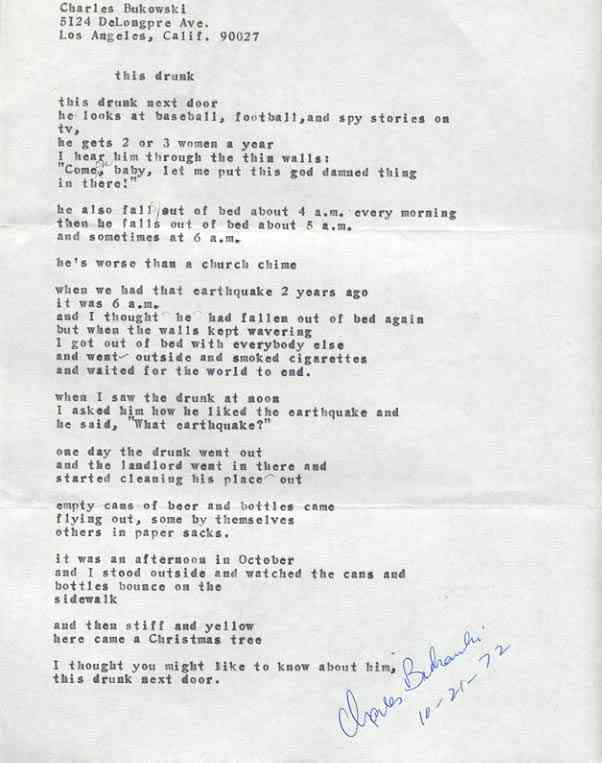 Charles Bukowski
5124 DeLongpre Ave.
Los Angeles, Calif. 90027
this drunk
this drunk next door
he looks at baseball, football,and spy stories on
tv,
he gets 2 or 3 women a year
I hear him through the thin walls:
"Come, baby, let me put this god damned thing
in there!"
he also fall out of bed about 4 a.m. every morning
then he falls out of bed about 5 a.m.
and sometimes at 6 a.m.
he's worse than a church chime
when we had that earthquake 2 years ago
it was 6 a.m.
and I thought he had fallen out of bed again
but when the walls kept wavering
I got out of bed with everybody else
and went outside and smoked cigarettes
and waited for the world to end.
when I saw the drunk at noon
I asked him how he liked the earthquake and
he said, "What earthquake?"
one day the drunk went out
and the landlord went in there and
started cleaning his place out
empty cans of beer and bottles came
flying out, some by themselves
others in paper sacks.
it was an afternoon in October
and I stood outside and watched the cans and
bottles bounce on the
sidewalk
and then stiff and yellow
here came a Christmas tree
I thought you might like to know about him,
this drunk next door.
Charles Bukowski
10-21-72